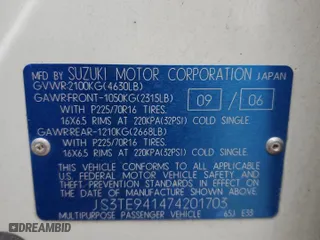 MFD BY SUZUKI MOTOR CORPORATION JAPAN
GVWR:2100KG(4630LB)
GAWR:FRONT-1050KG(2315LB) 09 / 06
WITH P225/70R16 TIRES,
16X6.5 RIMS AT 220KPA(32PSI) COLD SINGLE
GAWR:REAR-1210KG(2668LB)
WITH P225/70R16 TIRES,
16X6.5 RIMS AT 220KPA(32PSI) COLD SINGLE
THIS VEHICLE CONFORMS TO ALL APPLICABLE
U.S. FEDERAL MOTOR VEHICLE SAFETY AND
THEFT PREVENTION STANDARDS IN EFFECT ON
THE DATE OF MANUFACTURE SHOWN ABOVE.
JS3TE941474201703
MULTIPURPOSE PASSENGER VEHICLE 65J E33
DREAMBID